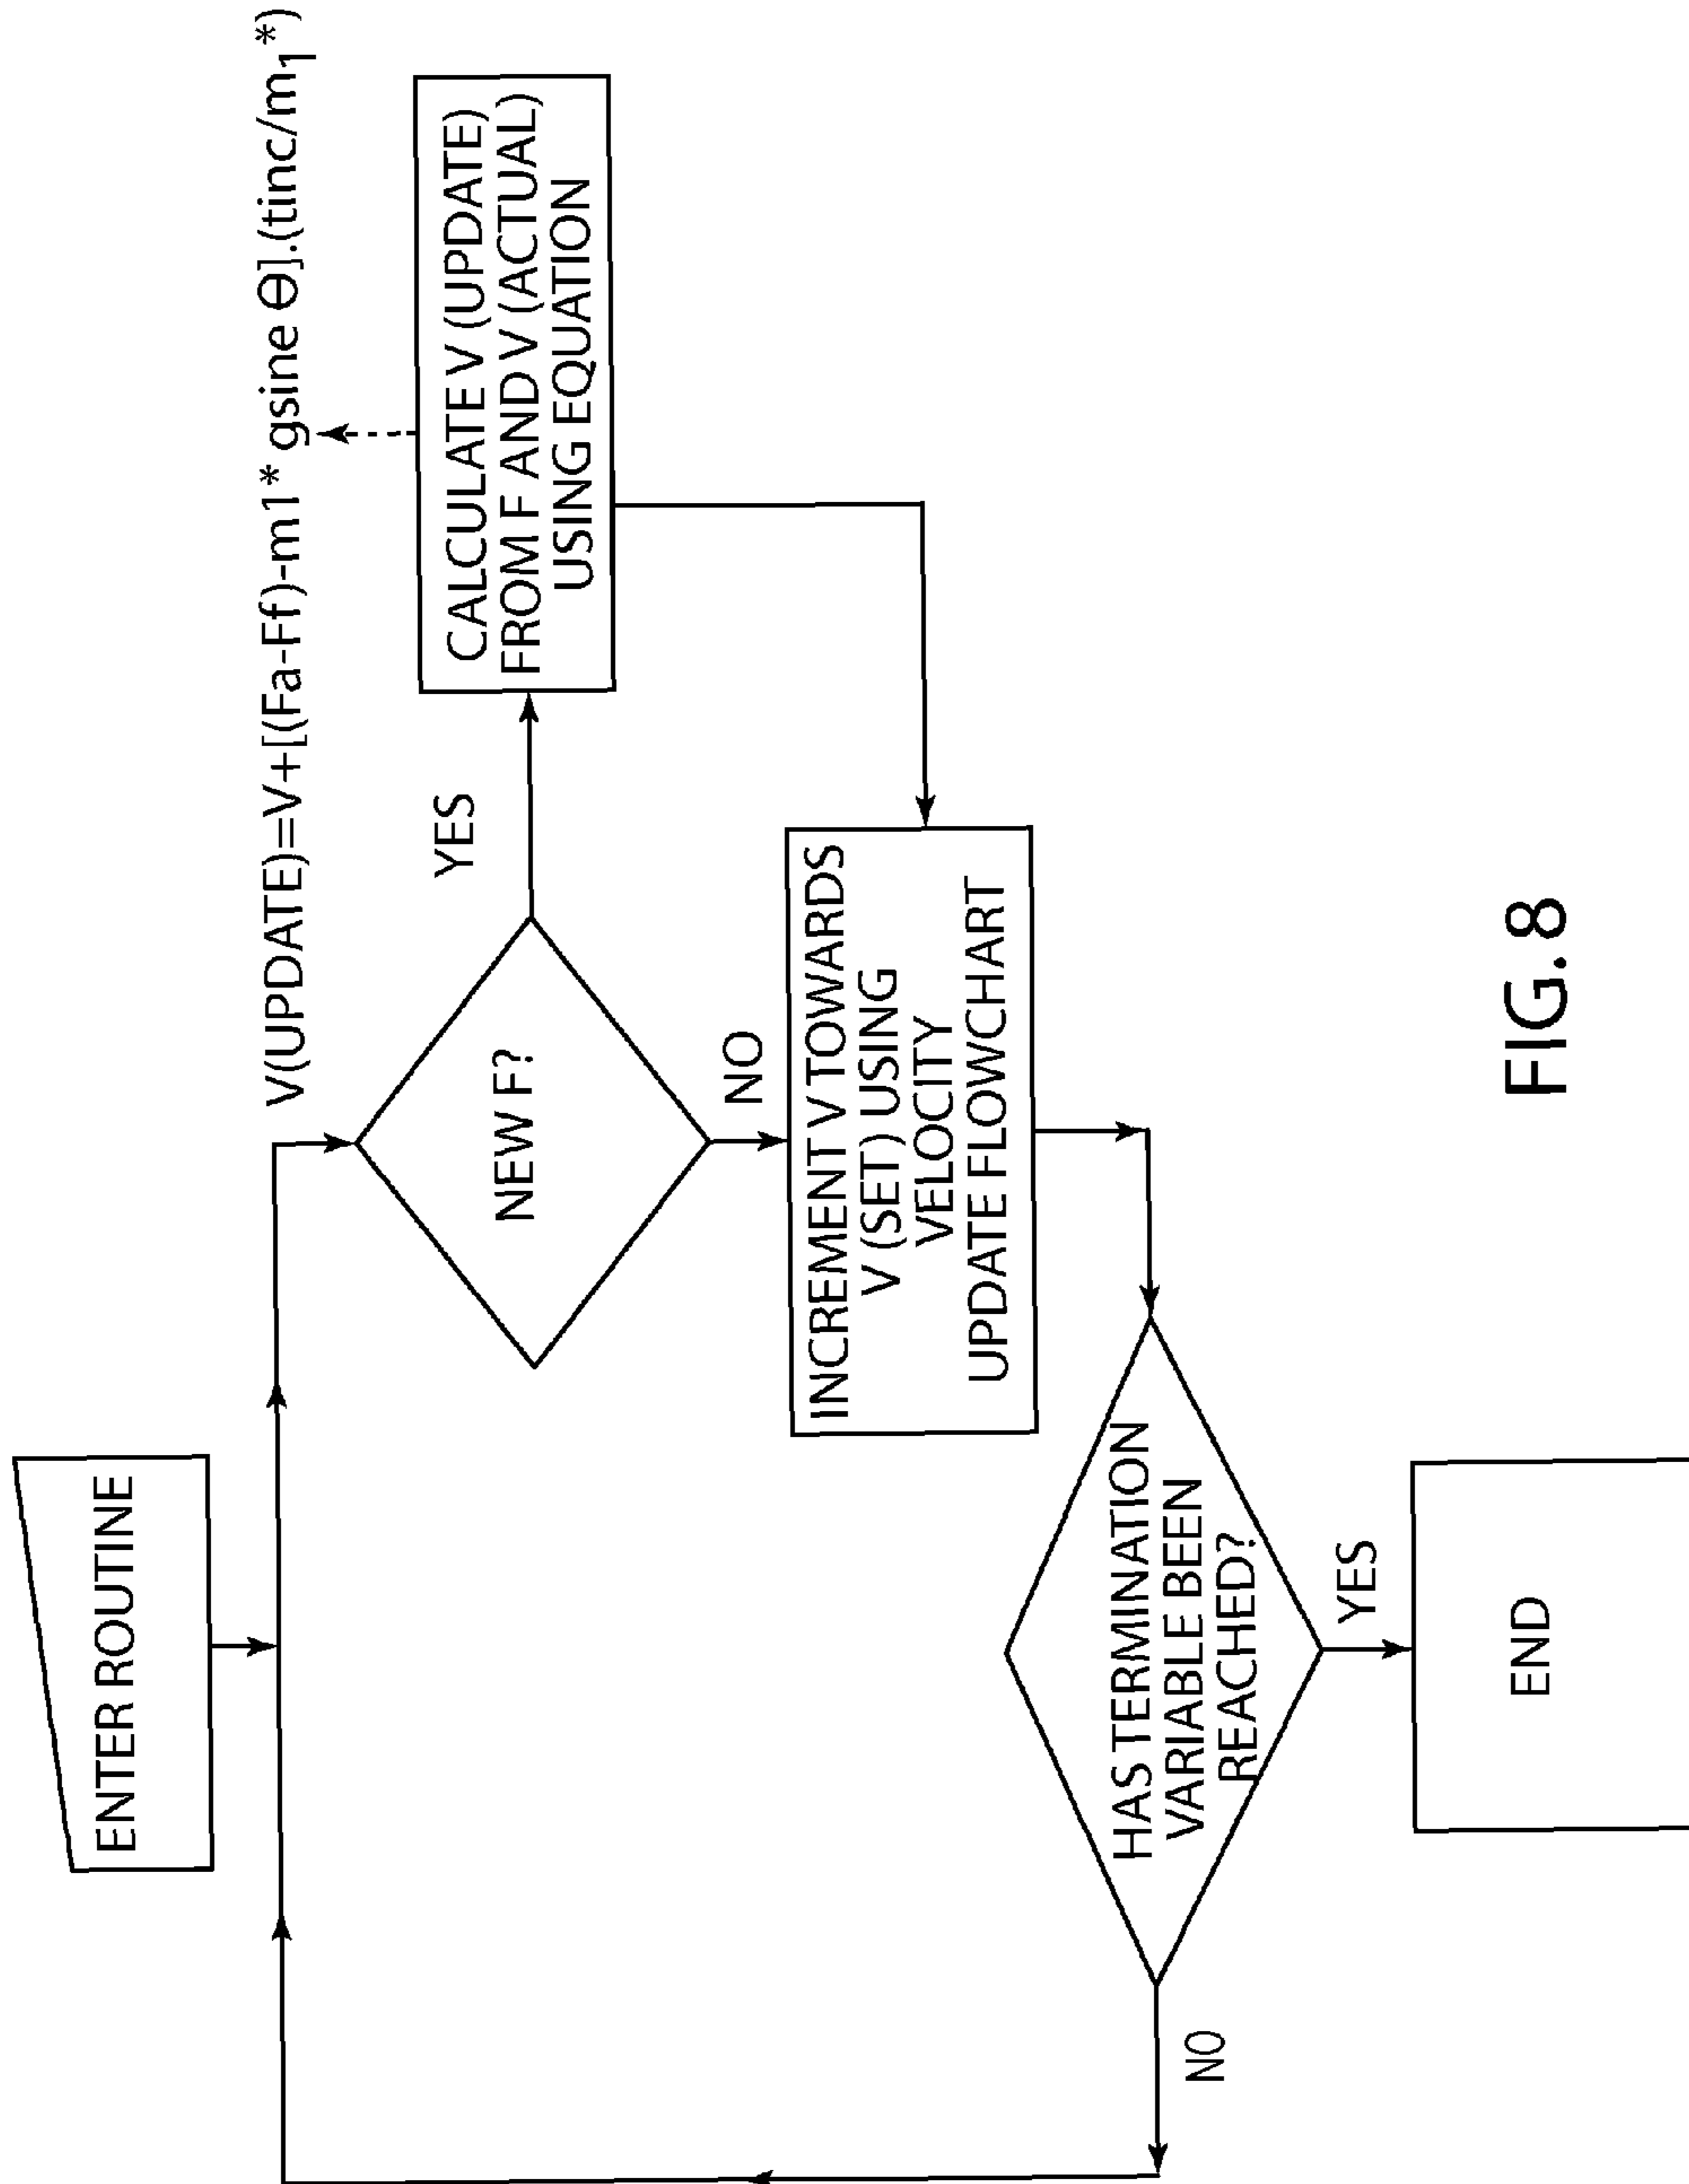 ENTER ROUTINE
V(UPDATE)=V+[(Fa-Ff)-m1* gsine Θ].(tinc/m1*)
NEW F?
YES
CALCULATE V (UPDATE)
FROM F AND V (ACTUAL)
USING EQUATION
NO
INCREMENT V TOWARDS
V (SET) USING
VELOCITY
UPDATE FLOWCHART
HAS TERMINATION
VARIABLE BEEN
REACHED?
NO
YES
END
FIG.8